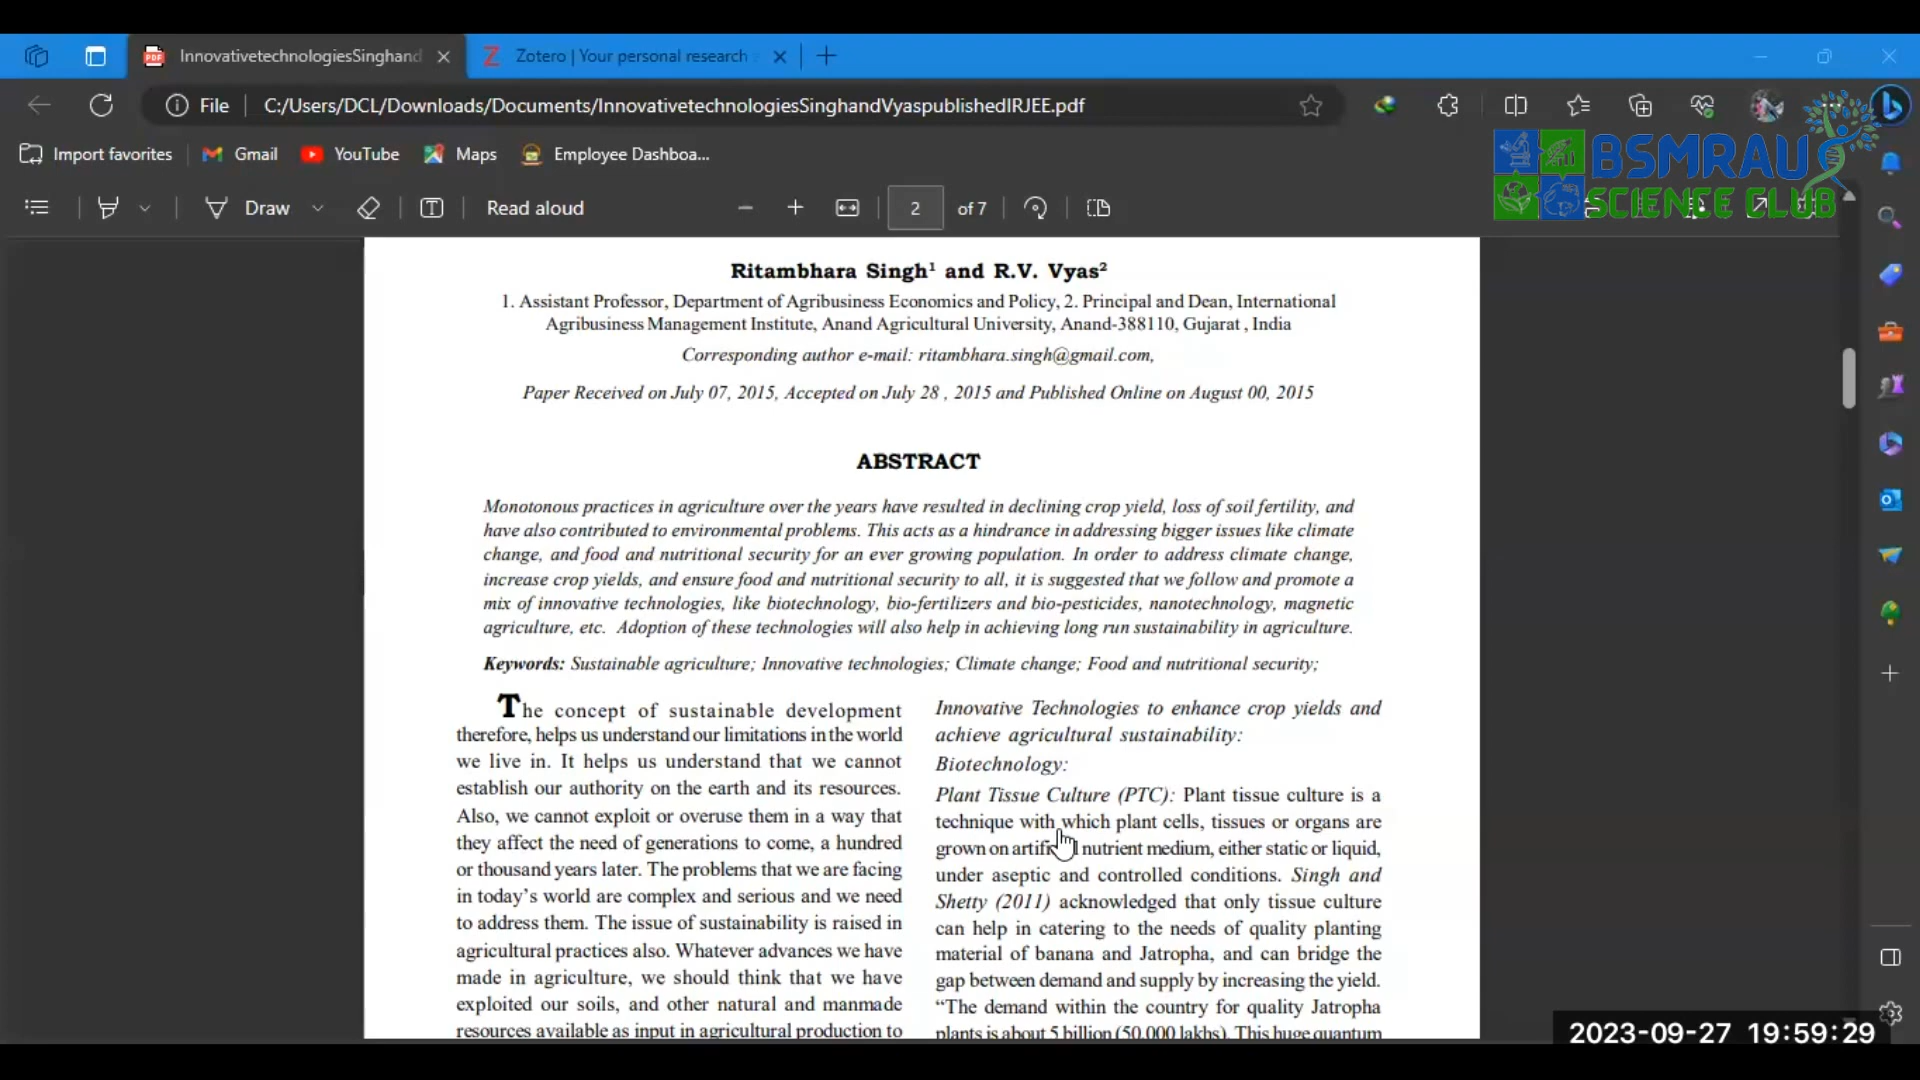 InnovativetechnologiesSinghand
Zotero | Your personal research
File
C:/Users/DCL/Downloads/Documents/InnovativetechnologiesSinghandVyaspublishedIRJEE.pdf
Import favorites
Gmail
YouTube
Maps
Employee Dashboa...
BSMRAU
SCIENCE CLUB
Draw
Read aloud
2
of 7
Ritambhara Singh¹ and R.V. Vyas²
1. Assistant Professor, Department of Agribusiness Economics and Policy, 2. Principal and Dean, International
Agribusiness Management Institute, Anand Agricultural University, Anand-388110, Gujarat , India
Corresponding author e-mail: ritambhara.singh@gmail.com,
Paper Received on July 07, 2015, Accepted on July 28 , 2015 and Published Online on August 00, 2015
ABSTRACT
Monotonous practices in agriculture over the years have resulted in declining crop yield, loss of soil fertility, and
have also contributed to environmental problems. This acts as a hindrance in addressing bigger issues like climate
change, and food and nutritional security for an ever growing population. In order to address climate change,
increase crop yields, and ensure food and nutritional security to all, it is suggested that we follow and promote a
mix of innovative technologies, like biotechnology, bio-fertilizers and bio-pesticides, nanotechnology, magnetic
agriculture, etc. Adoption of these technologies will also help in achieving long run sustainability in agriculture.
Keywords: Sustainable agriculture; Innovative technologies; Climate change; Food and nutritional security;
The concept of sustainable development
therefore, helps us understand our limitations in the world
we live in. It helps us understand that we cannot
establish our authority on the earth and its resources.
Also, we cannot exploit or overuse them in a way that
they affect the need of generations to come, a hundred
or thousand years later. The problems that we are facing
in today's world are complex and serious and we need
to address them. The issue of sustainability is raised in
agricultural practices also. Whatever advances we have
made in agriculture, we should think that we have
exploited our soils, and other natural and manmade
resources available as input in agricultural production to
Innovative Technologies to enhance crop yields and
achieve agricultural sustainability:
Biotechnology:
Plant Tissue Culture (PTC): Plant tissue culture is a
technique with which plant cells, tissues or organs are
grown on nutrient medium, either static or liquid,
under aseptic and controlled conditions. Singh and
Shetty (2011) acknowledged that only tissue culture
can help in catering to the needs of quality planting
material of banana and Jatropha, and can bridge the
gap between demand and supply by increasing the yield.
"The demand within the country for quality Jatropha
plants is about 5 billion (50,000 lakhs). This huge quantum
2023-09-27 19:59:29